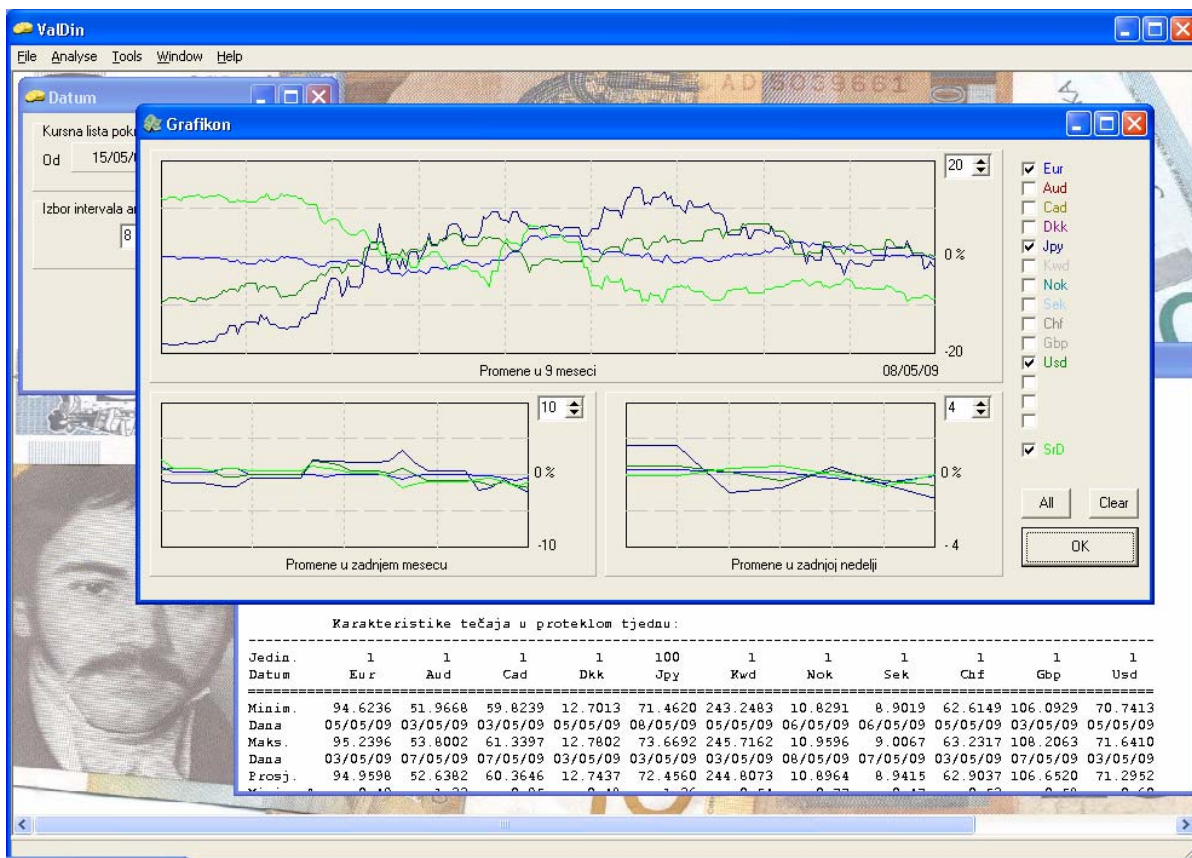 ValDin
File Analyse Tools Window Help
AD 5039661
Datum
Kursna lista
Od 15/05/
Izbor intervala
8
Grafikon
20
0 %
-20
Promene u 9 meseci 08/05/09
10
0 %
-10
Promene u zadnjem mesecu
4
0 %
- 4
Promene u zadnjoj nedelji
Eur
Aud
Cad
Dkk
Jpy
Kwd
Nok
Sek
Chf
Gbp
Usd
SrD
All Clear
OK
Karakteristike tečaja u proteklom tjednu:
Jedin. 1 1 1 1 100 1 1 1 1 1 1
Datum Eur Aud Cad Dkk Jpy Kwd Nok Sek Chf Gbp Usd
Minim. 94.6236 51.9668 59.8239 12.7013 71.4620 243.2483 10.8291 8.9019 62.6149 106.0929 70.7413
Dana 05/05/09 03/05/09 03/05/09 05/05/09 08/05/09 05/05/09 06/05/09 06/05/09 05/05/09 03/05/09 05/05/09
Maks. 95.2396 53.8002 61.3397 12.7802 73.6692 245.7162 10.9596 9.0067 63.2317 108.2063 71.6410
Dana 03/05/09 07/05/09 07/05/09 03/05/09 03/05/09 03/05/09 08/05/09 07/05/09 03/05/09 07/05/09 03/05/09
Prosj. 94.9598 52.6382 60.3646 12.7437 72.4560 244.8073 10.8964 8.9415 62.9037 106.6520 71.2952